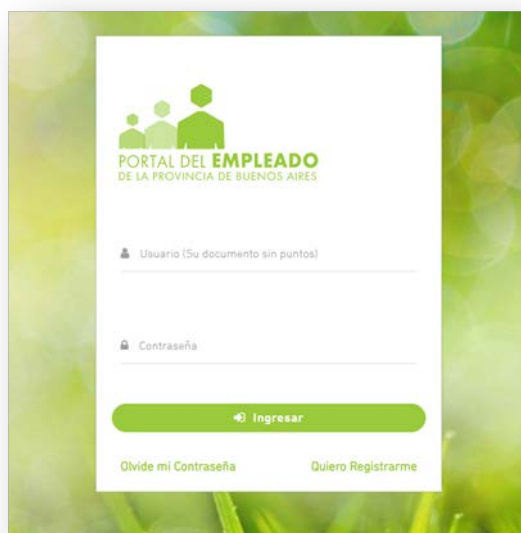 PORTAL DEL EMPLEADO
DE LA PROVINCIA DE BUENOS AIRES
Usuario (Su documento sin puntos)
Contraseña
Ingresar
Olvide mi Contraseña
Quiero Registrarme